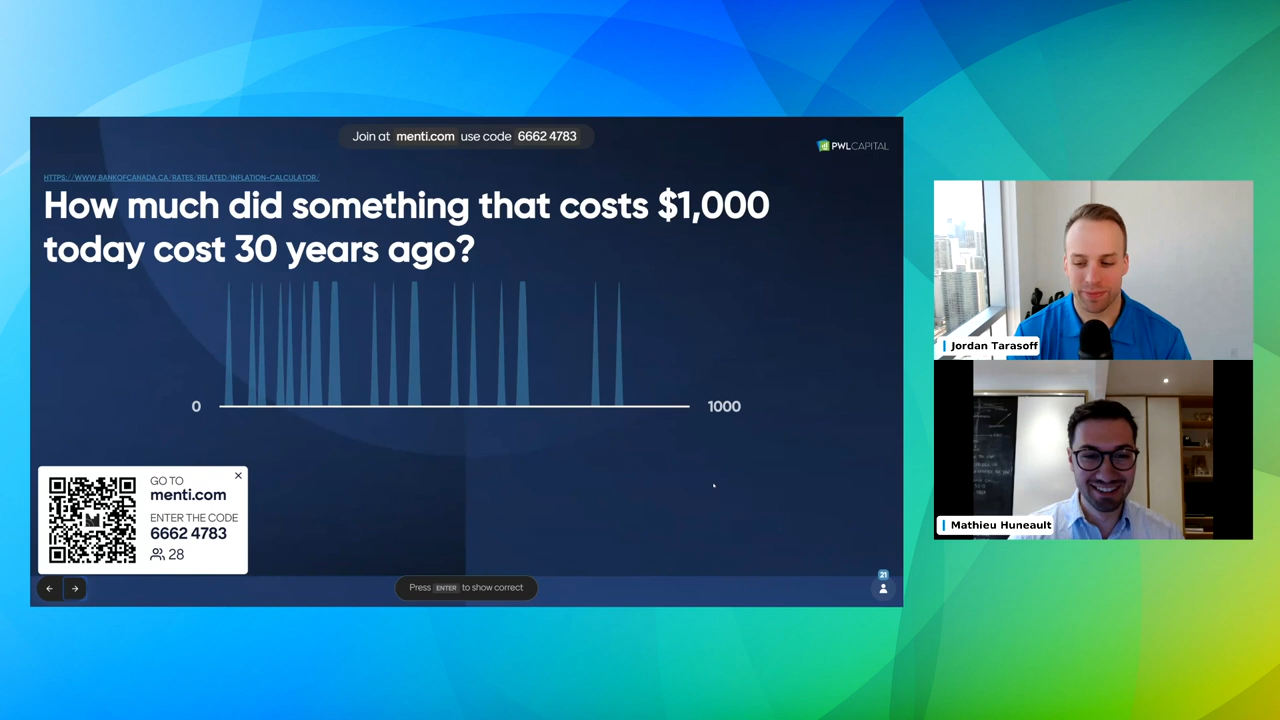 Join at menti.com use code 6662 4783
PWLCAPITAL
HTTPS://WWW.BANKOFCANADA.CA/RATES/RELATED/INFLATION-CALCULATOR/
How much did something that costs $1,000
today cost 30 years ago?
0
1000
GO TO
menti.com
ENTER THE CODE
6662 4783
28
Press ENTER to show correct
21
Jordan Tarasoff
Mathieu Huneault